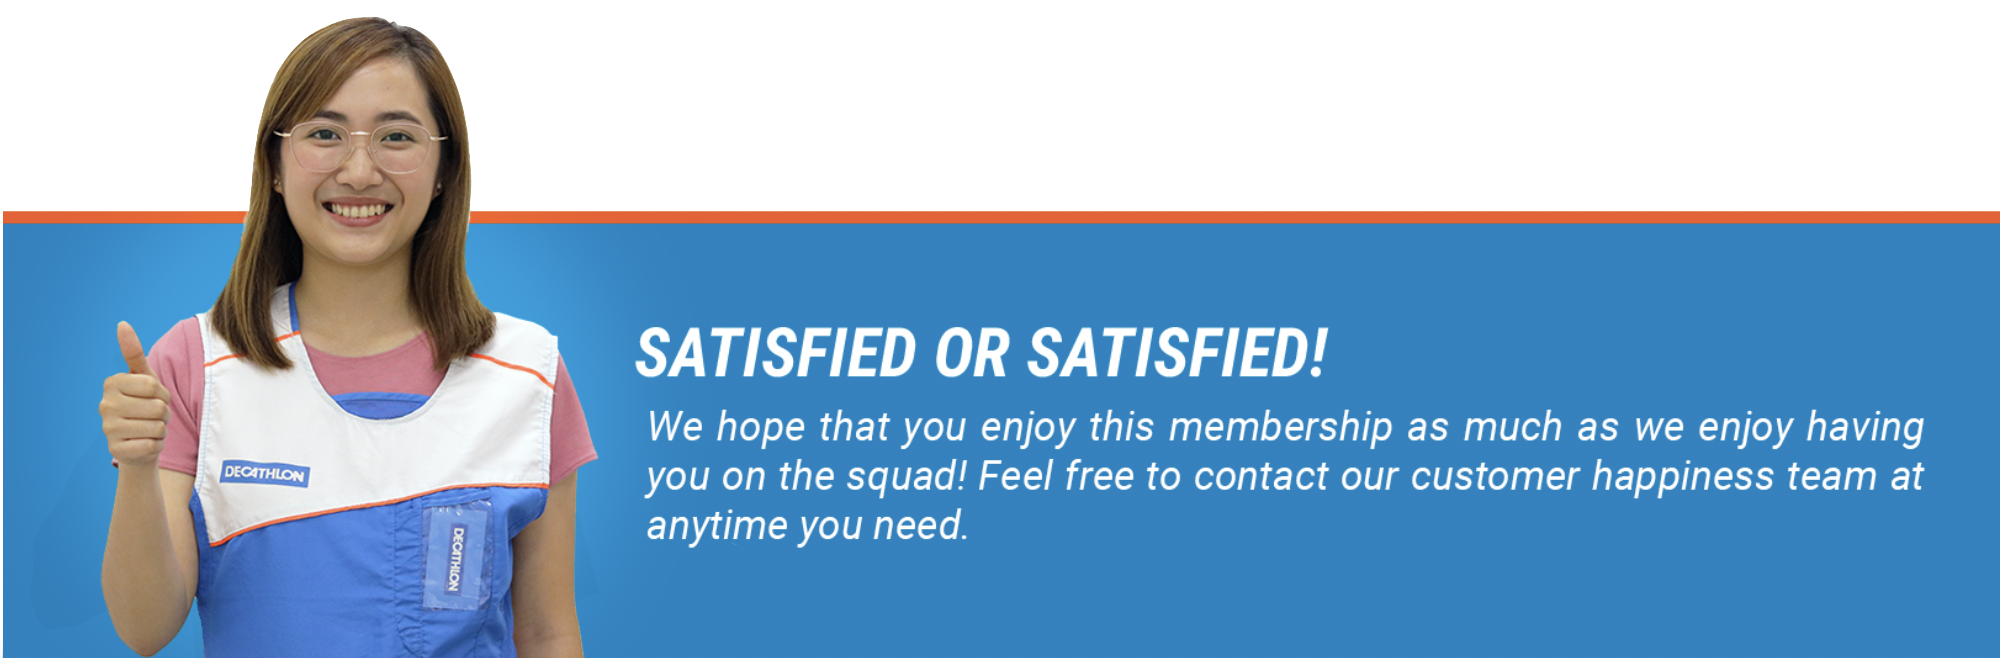 SATISFIED OR SATISFIED!
We hope that you enjoy this membership as much as we enjoy having
you on the squad! Feel free to contact our customer happiness team at
anytime you need.
DECATHLON
DECATHLON